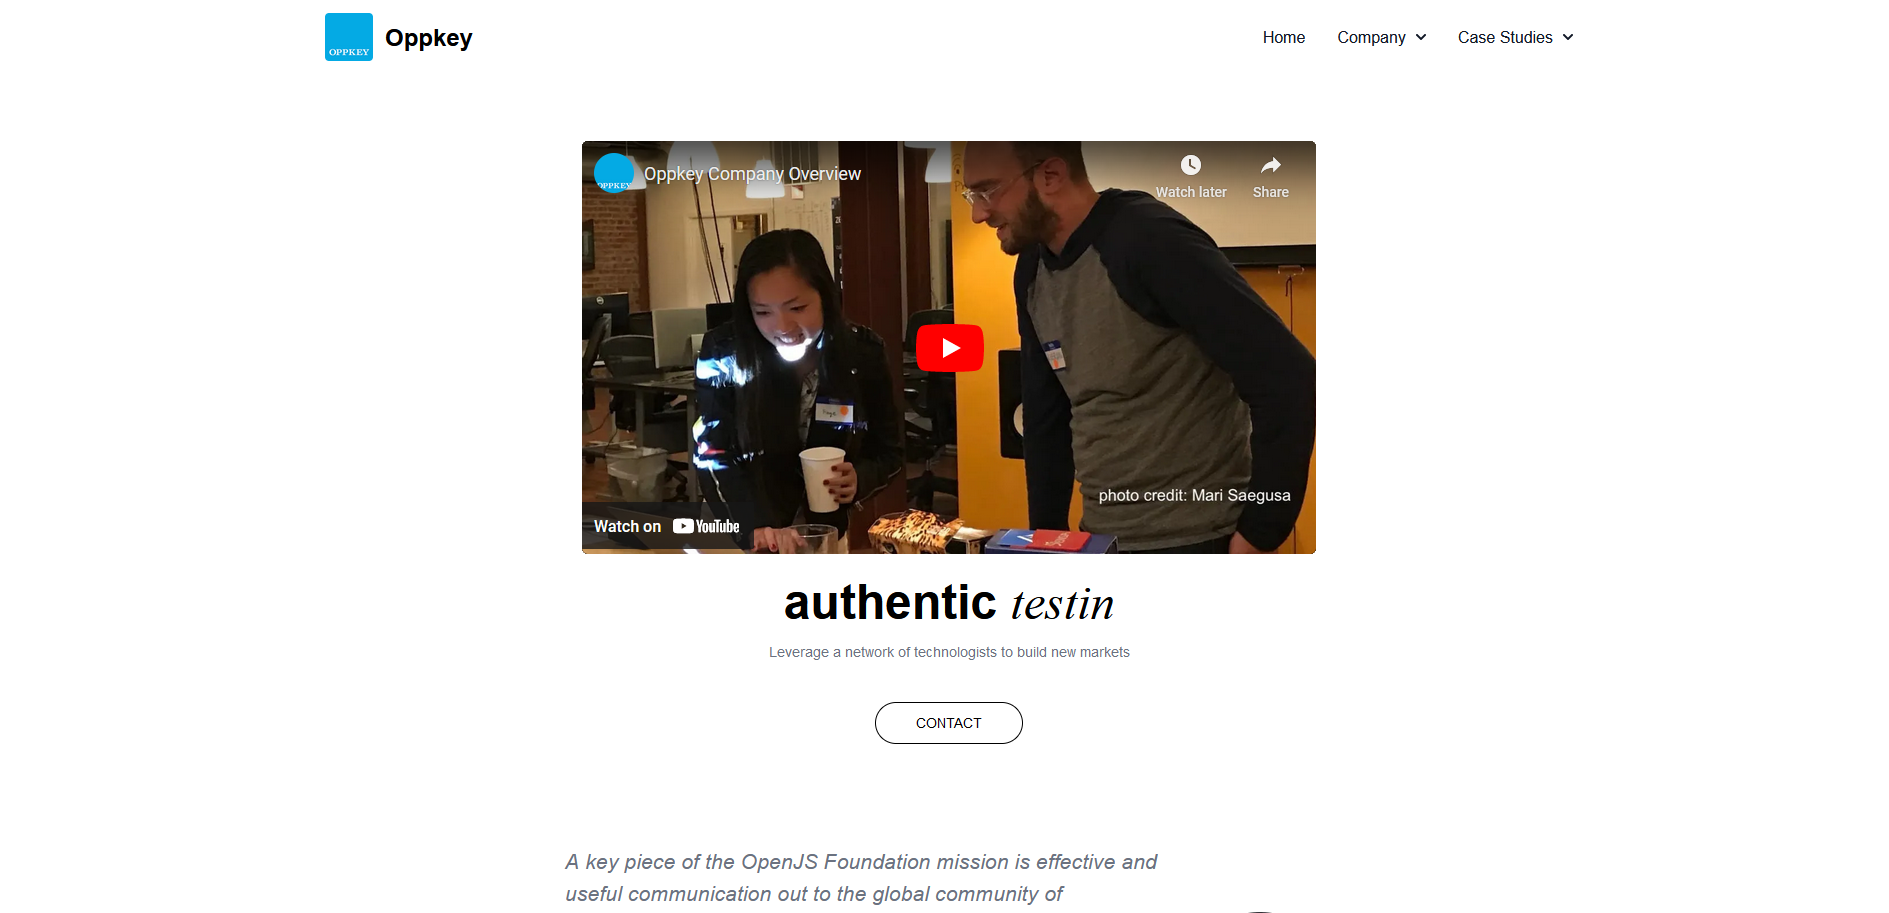 OPPKEY
Oppkey
Home
Company
Case Studies
OPPKEY
Oppkey Company Overview
Watch later
Share
photo credit: Mari Saegusa
Watch on YouTube
authentic testin
Leverage a network of technologists to build new markets
CONTACT
A key piece of the OpenJS Foundation mission is effective and
useful communication out to the global community of